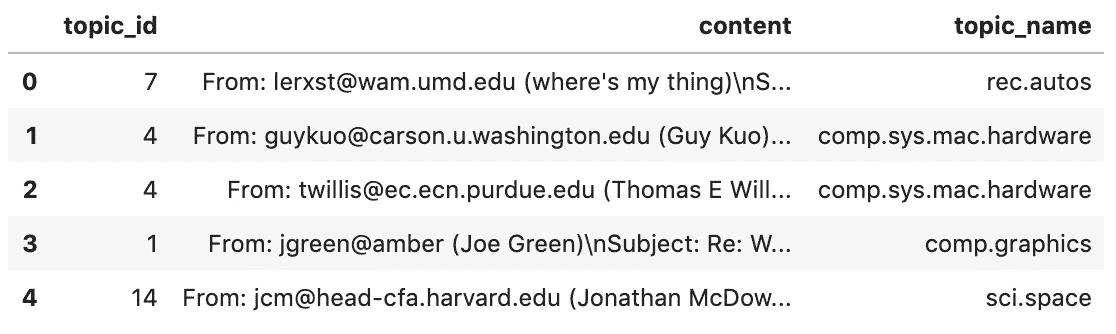 topic_id content topic_name
0 7 From: lerxst@wam.umd.edu (where's my thing)\nS... rec.autos
1 4 From: guykuo@carson.u.washington.edu (Guy Kuo)... comp.sys.mac.hardware
2 4 From: twillis@ec.ecn.purdue.edu (Thomas E Will... comp.sys.mac.hardware
3 1 From: jgreen@amber (Joe Green)\nSubject: Re: W... comp.graphics
4 14 From: jcm@head-cfa.harvard.edu (Jonathan McDow... sci.space